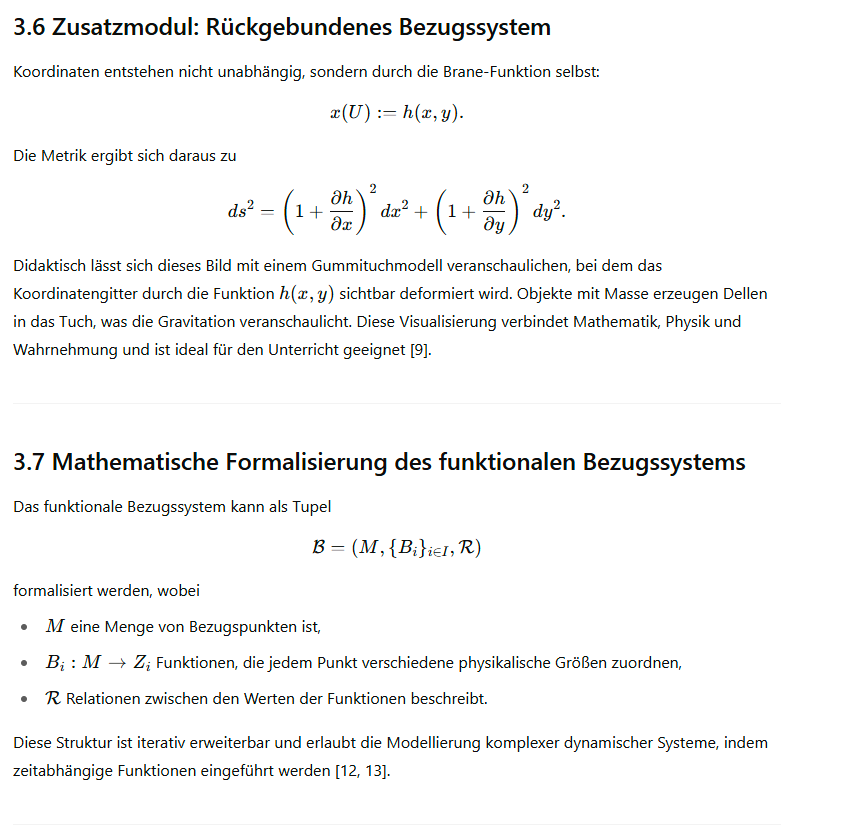 3.6 Zusatzmodul: Rückgebundenes Bezugssystem
Koordinaten entstehen nicht unabhängig, sondern durch die Brane-Funktion selbst:
x(U) := h(x, y).
Die Metrik ergibt sich daraus zu
ds² = (1 + ∂h/∂x)² dx² + (1 + ∂h/∂y)² dy².
Didaktisch lässt sich dieses Bild mit einem Gummituchmodell veranschaulichen, bei dem das
Koordinatengitter durch die Funktion h(x, y) sichtbar deformiert wird. Objekte mit Masse erzeugen Dellen
in das Tuch, was die Gravitation veranschaulicht. Diese Visualisierung verbindet Mathematik, Physik und
Wahrnehmung und ist ideal für den Unterricht geeignet [9].
3.7 Mathematische Formalisierung des funktionalen Bezugssystems
Das funktionale Bezugssystem kann als Tupel
ℬ = (M, {Bᵢ}ᵢ∈I, ℛ)
formalisiert werden, wobei
• M eine Menge von Bezugspunkten ist,
• Bᵢ : M → Zᵢ Funktionen, die jedem Punkt verschiedene physikalische Größen zuordnen,
• ℛ Relationen zwischen den Werten der Funktionen beschreibt.
Diese Struktur ist iterativ erweiterbar und erlaubt die Modellierung komplexer dynamischer Systeme, indem
zeitabhängige Funktionen eingeführt werden [12, 13].